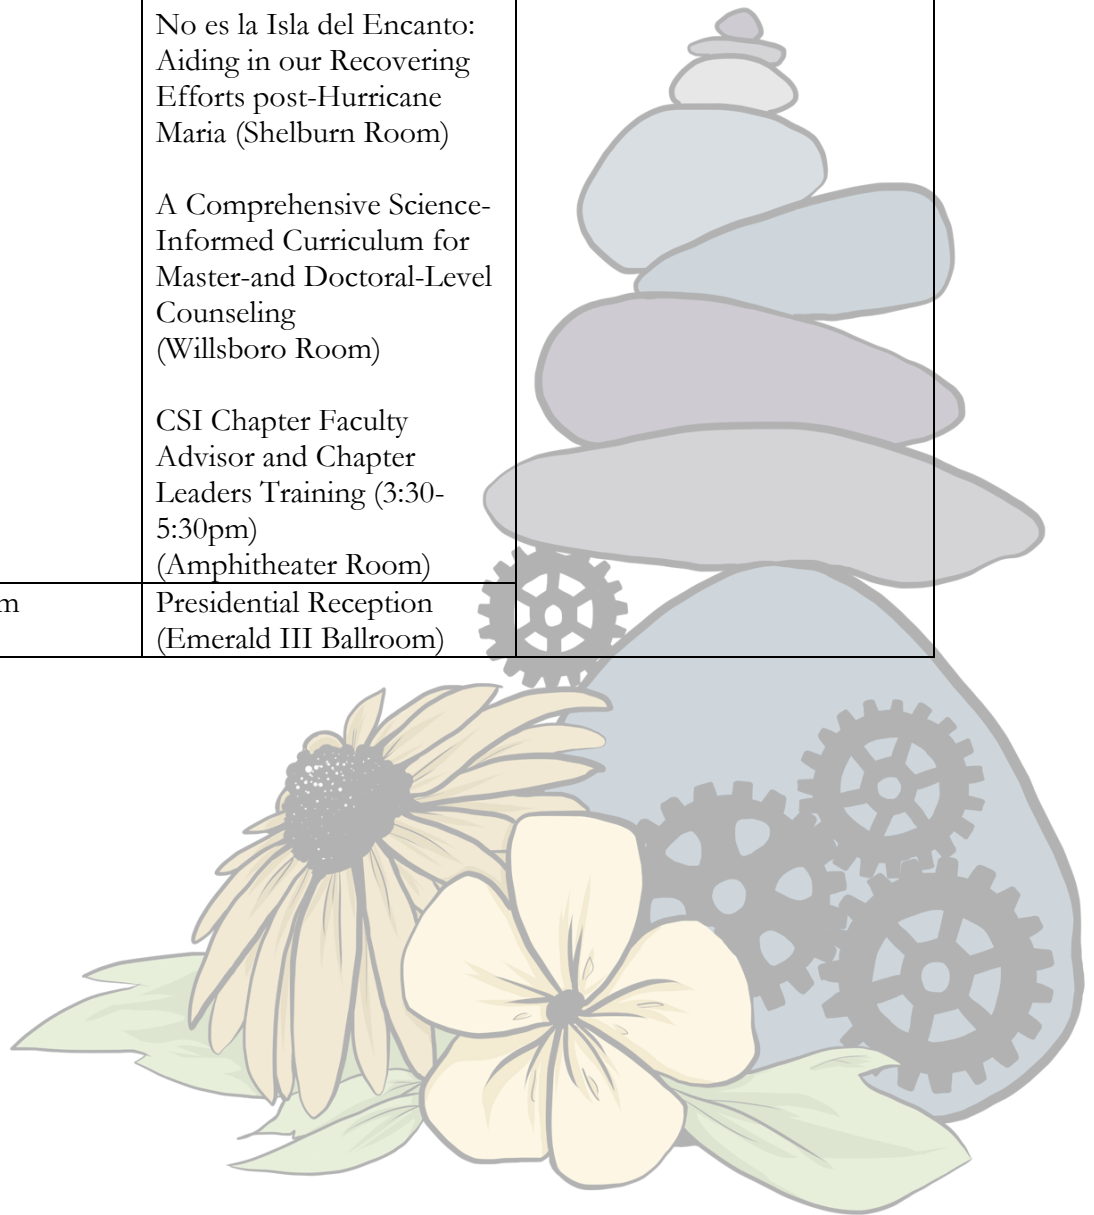 No es la Isla del Encanto:
Aiding in our Recovering
Efforts post-Hurricane
Maria (Shelburn Room)
A Comprehensive Science-
Informed Curriculum for
Master-and Doctoral-Level
Counseling
(Willsboro Room)
CSI Chapter Faculty
Advisor and Chapter
Leaders Training (3:30-
5:30pm)
(Amphitheater Room)
m
Presidential Reception
(Emerald III Ballroom)